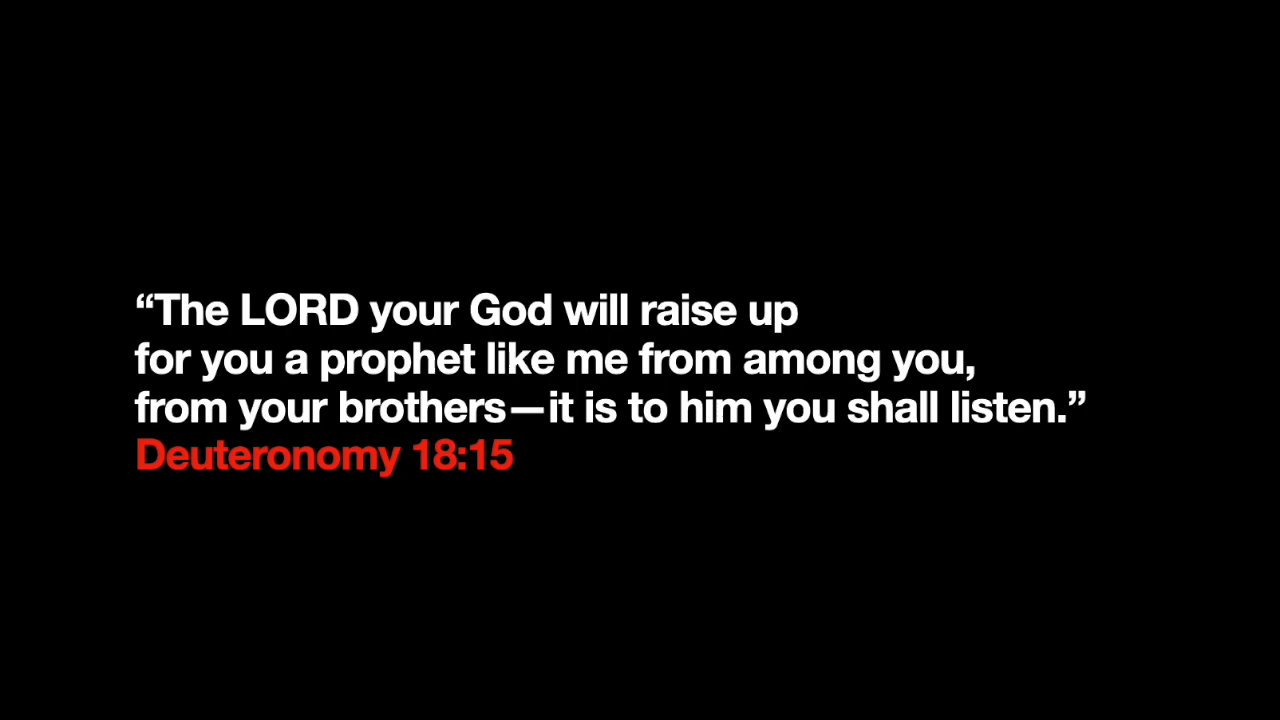 “The LORD your God will raise up
for you a prophet like me from among you,
from your brothers—it is to him you shall listen.”
Deuteronomy 18:15